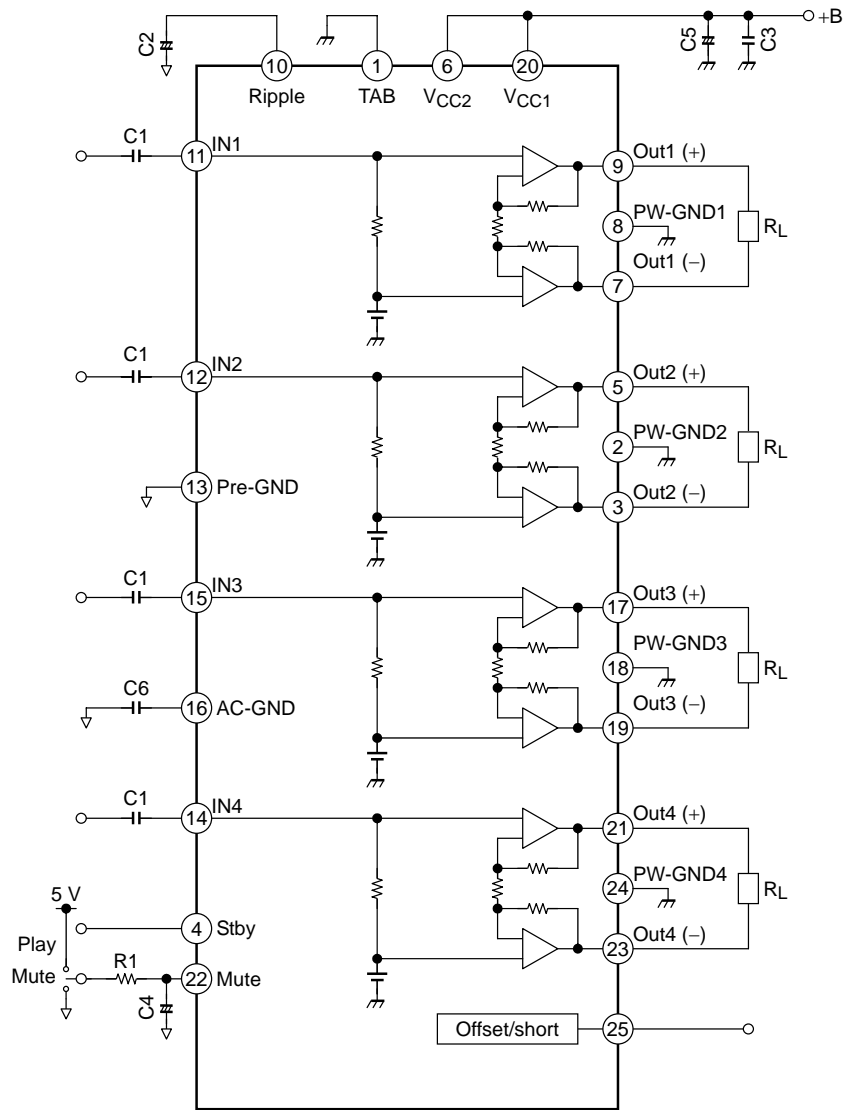 C2
C5
C3
+B
10
1
6
20
Ripple
TAB
VCC2
VCC1
C1
11
IN1
9
Out1 (+)
8
PW-GND1
RL
7
Out1 (−)
C1
12
IN2
5
Out2 (+)
2
PW-GND2
RL
13
Pre-GND
3
Out2 (−)
C1
15
IN3
17
Out3 (+)
18
PW-GND3
RL
C6
16
AC-GND
19
Out3 (−)
C1
14
IN4
21
Out4 (+)
24
PW-GND4
RL
5 V
4
Stby
23
Out4 (−)
Play
Mute
R1
22
Mute
C4
Offset/short
25